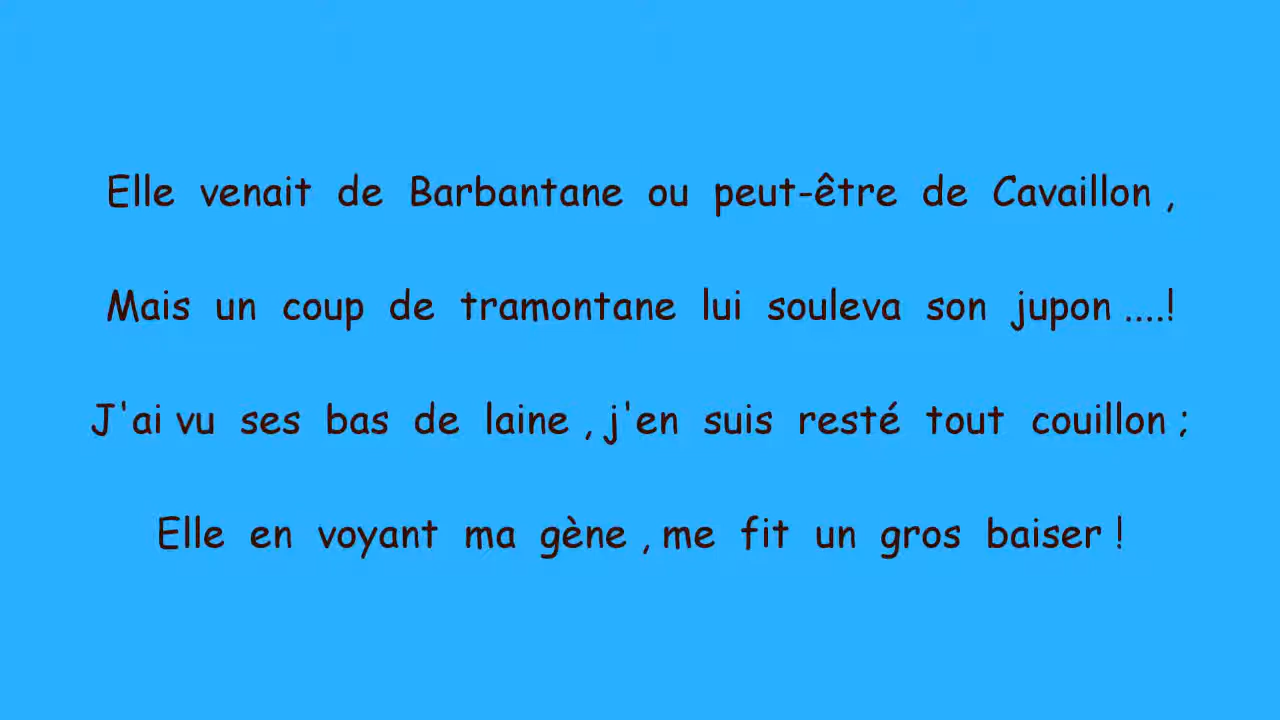 Elle venait de Barbantane ou peut-être de Cavaillon ,
Mais un coup de tramontane lui souleva son jupon ....!
J'ai vu ses bas de laine , j'en suis resté tout couillon ;
Elle en voyant ma gène , me fit un gros baiser !